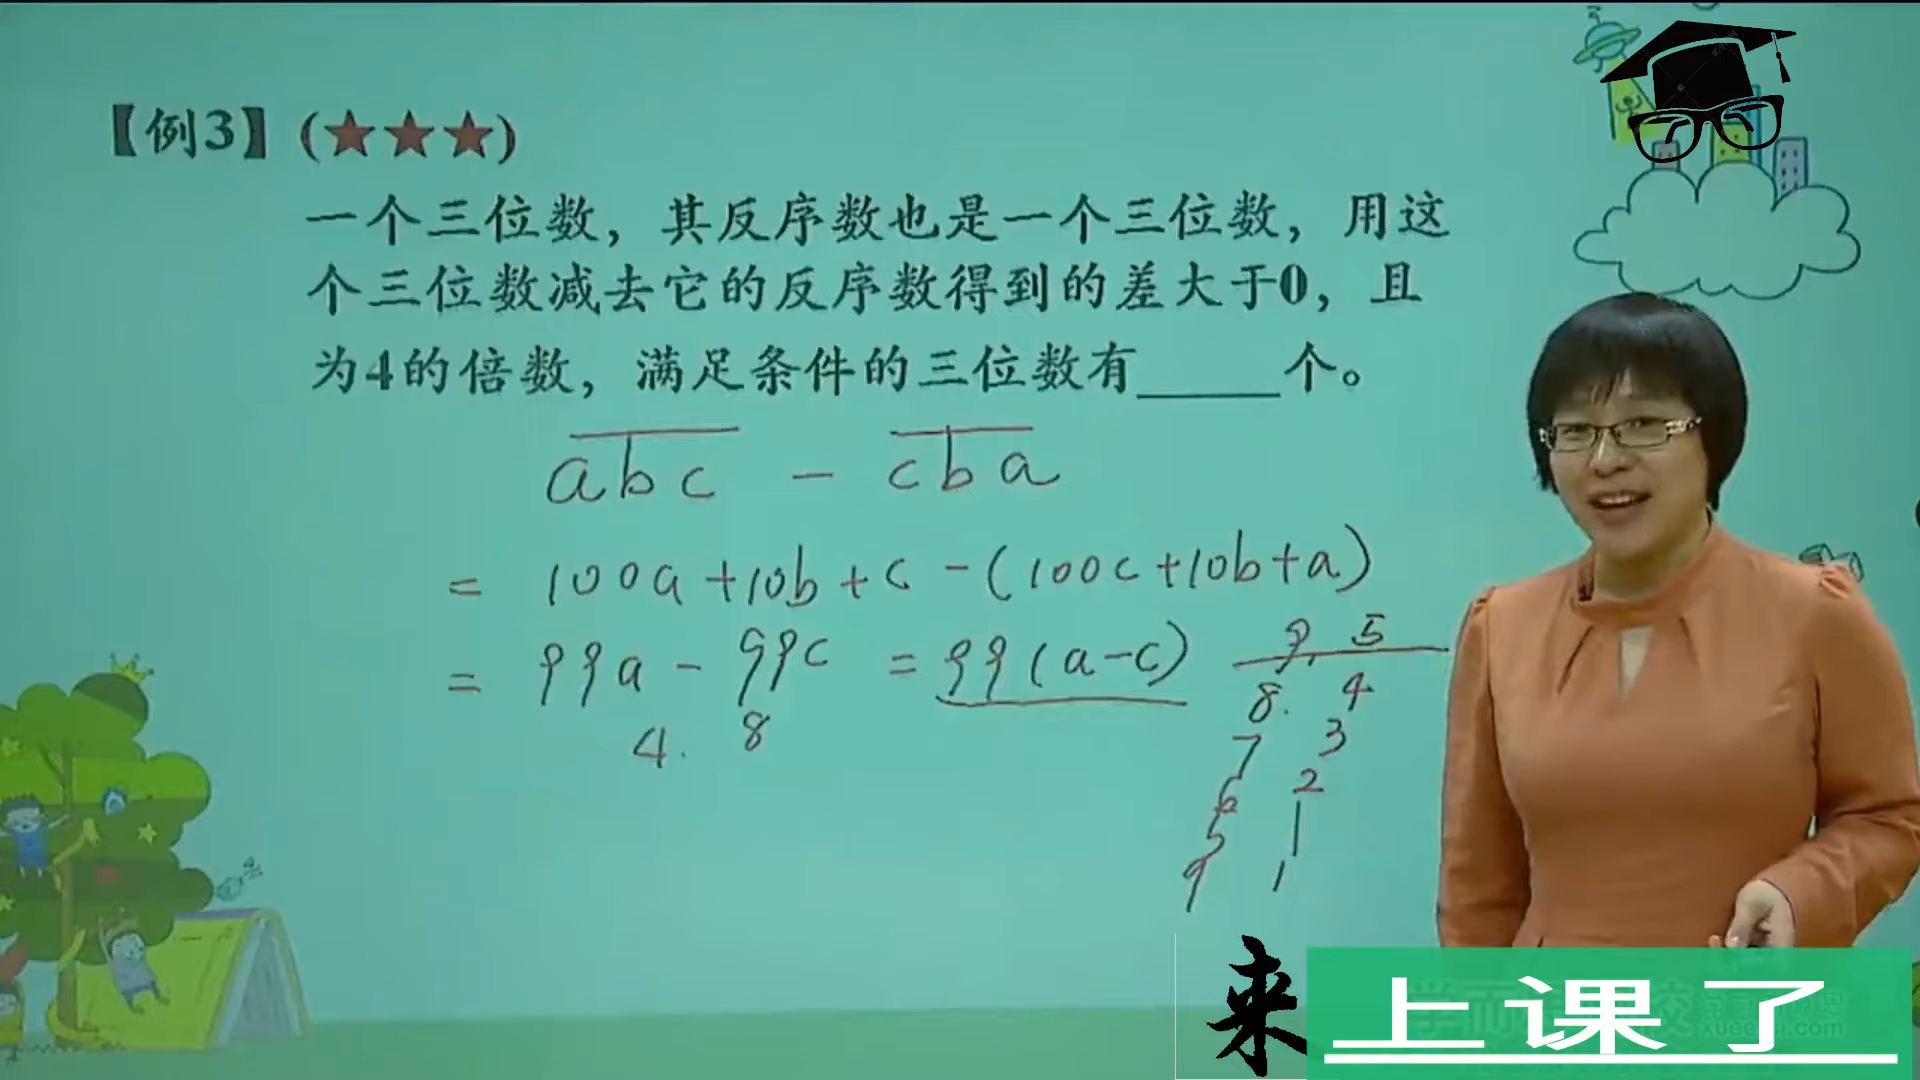 【例3】(★★★)
一个三位数，其反序数也是一个三位数，用这
个三位数减去它的反序数得到的差大于0，且
为4的倍数，满足条件的三位数有_____个。
abc - cba
= 100a+10b+c-(100c+10b+a)
= 99a - 99c = 99(a-c)
9. 5
8. 4
4. 8
7 3
6 2
5 1
9 1
来 上课了